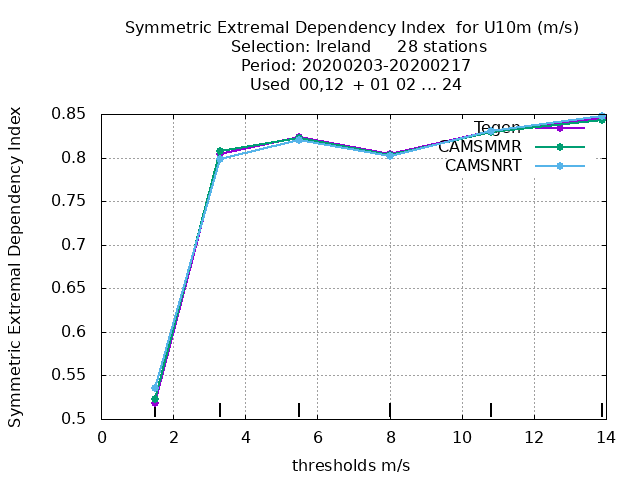 Symmetric Extremal Dependency Index for U10m (m/s)
Selection: Ireland 28 stations
Period: 20200203-20200217
Used 00,12 + 01 02 ... 24
Symmetric Extremal Dependency Index
0.85
0.8
0.75
0.7
0.65
0.6
0.55
0.5
Tegen
CAMSMMR
CAMSNRT
0 2 4 6 8 10 12 14
thresholds m/s